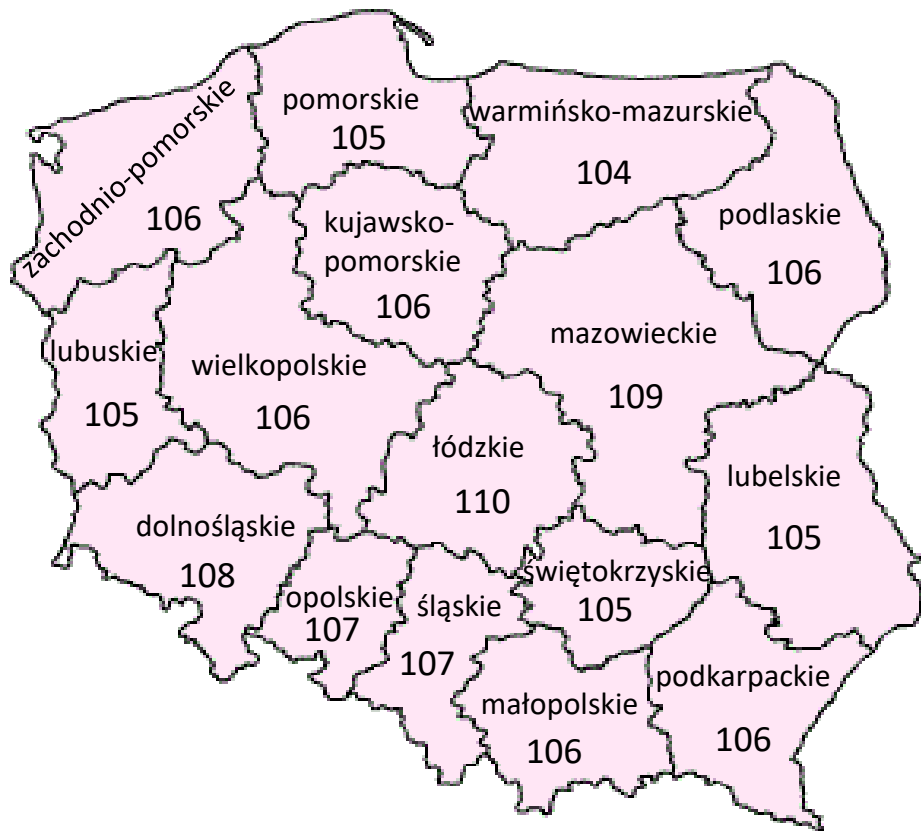 pomorskie
105
warmińsko-mazurskie
104
zachodnio-pomorskie
106
kujawsko-
pomorskie
106
podlaskie
106
lubuskie
105
wielkopolskie
106
mazowieckie
109
łódzkie
110
lubelskie
105
dolnośląskie
108
opolskie
107
śląskie
107
świętokrzyskie
105
małopolskie
106
podkarpackie
106